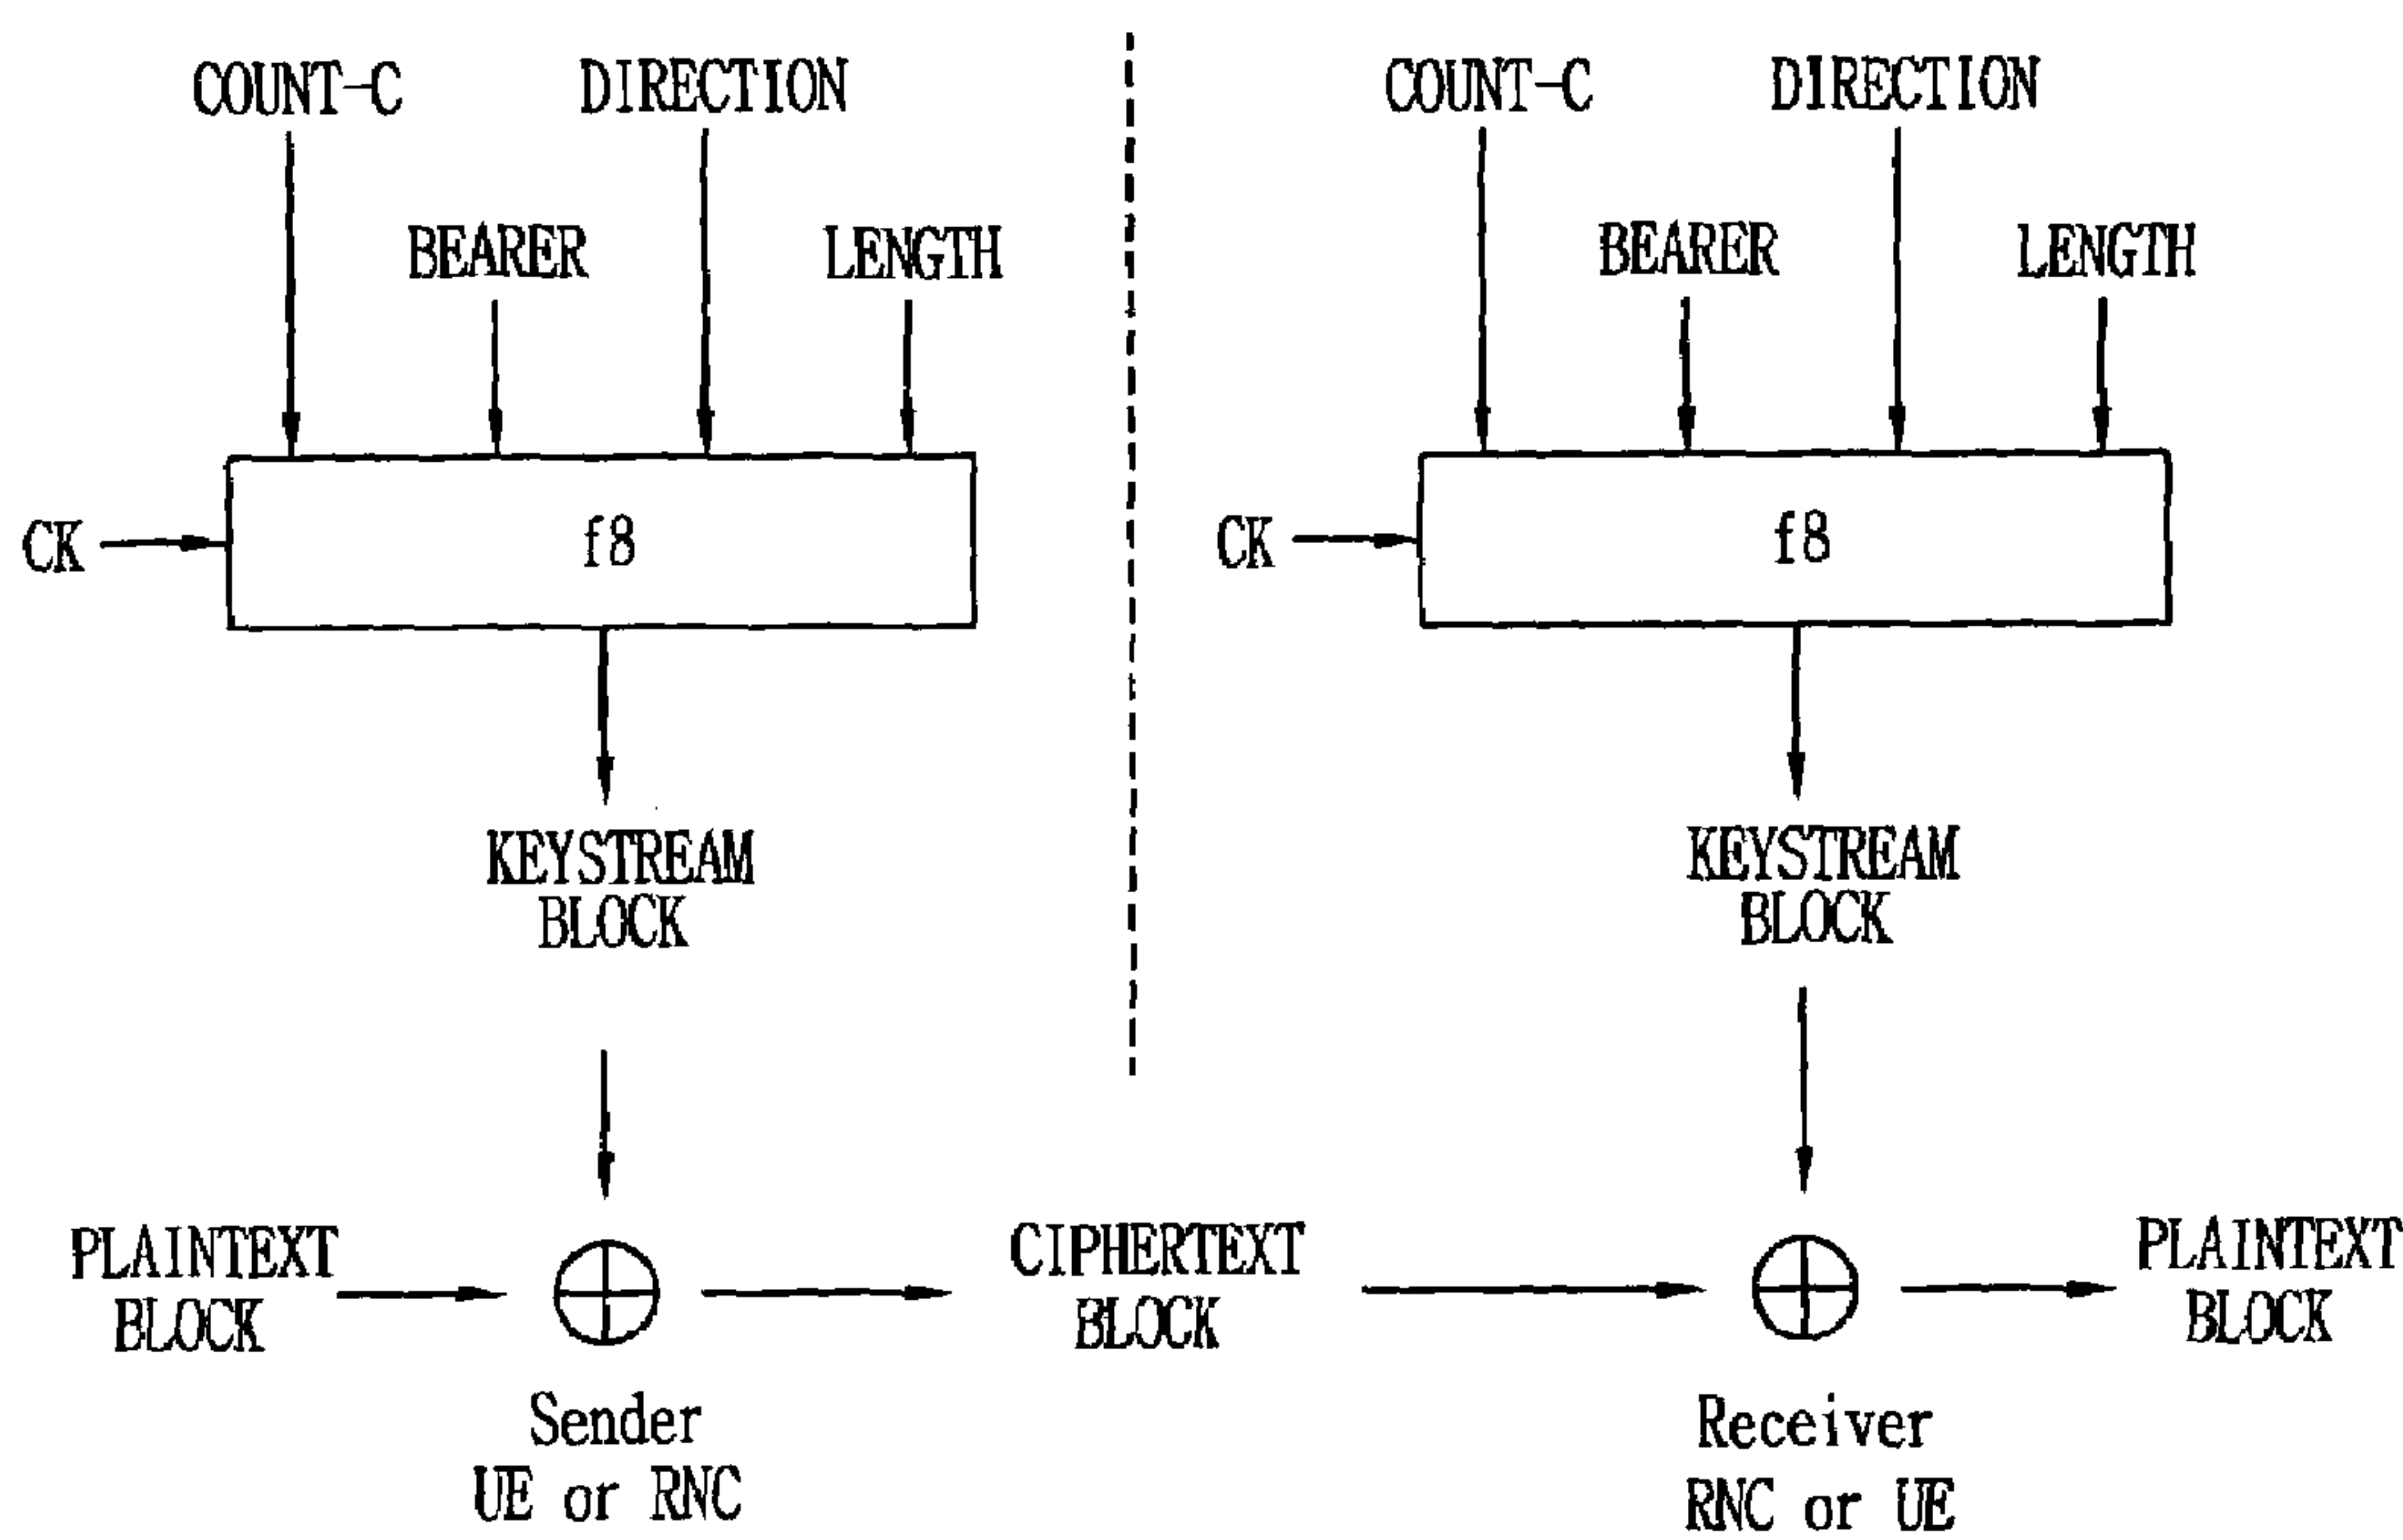 COUNT-C DIRECTION
BEARER LENGTH
CK f8
KEYSTREAM
BLOCK
COUNT-C DIRECTION
BEARER LENGTH
CK f8
KEYSTREAM
BLOCK
PLAINTEXT
BLOCK
CIPHERTEXT
BLOCK
PLAINTEXT
BLOCK
Sender
UE or RNC
Receiver
RNC or UE